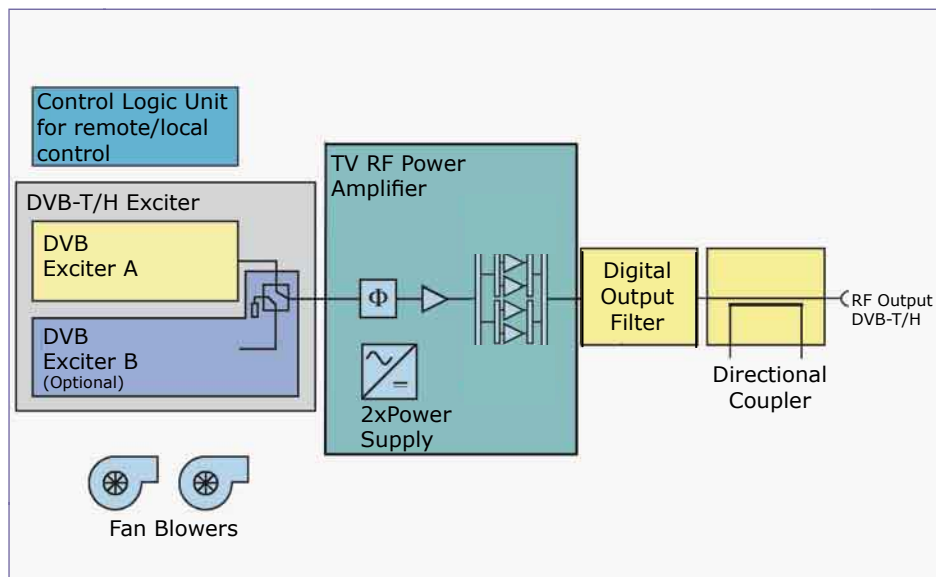 Control Logic Unit
for remote/local
control
DVB-T/H Exciter
DVB
Exciter A
DVB
Exciter B
(Optional)
TV RF Power
Amplifier
Φ
2xPower
Supply
Digital
Output
Filter
Directional
Coupler
RF Output
DVB-T/H
Fan Blowers